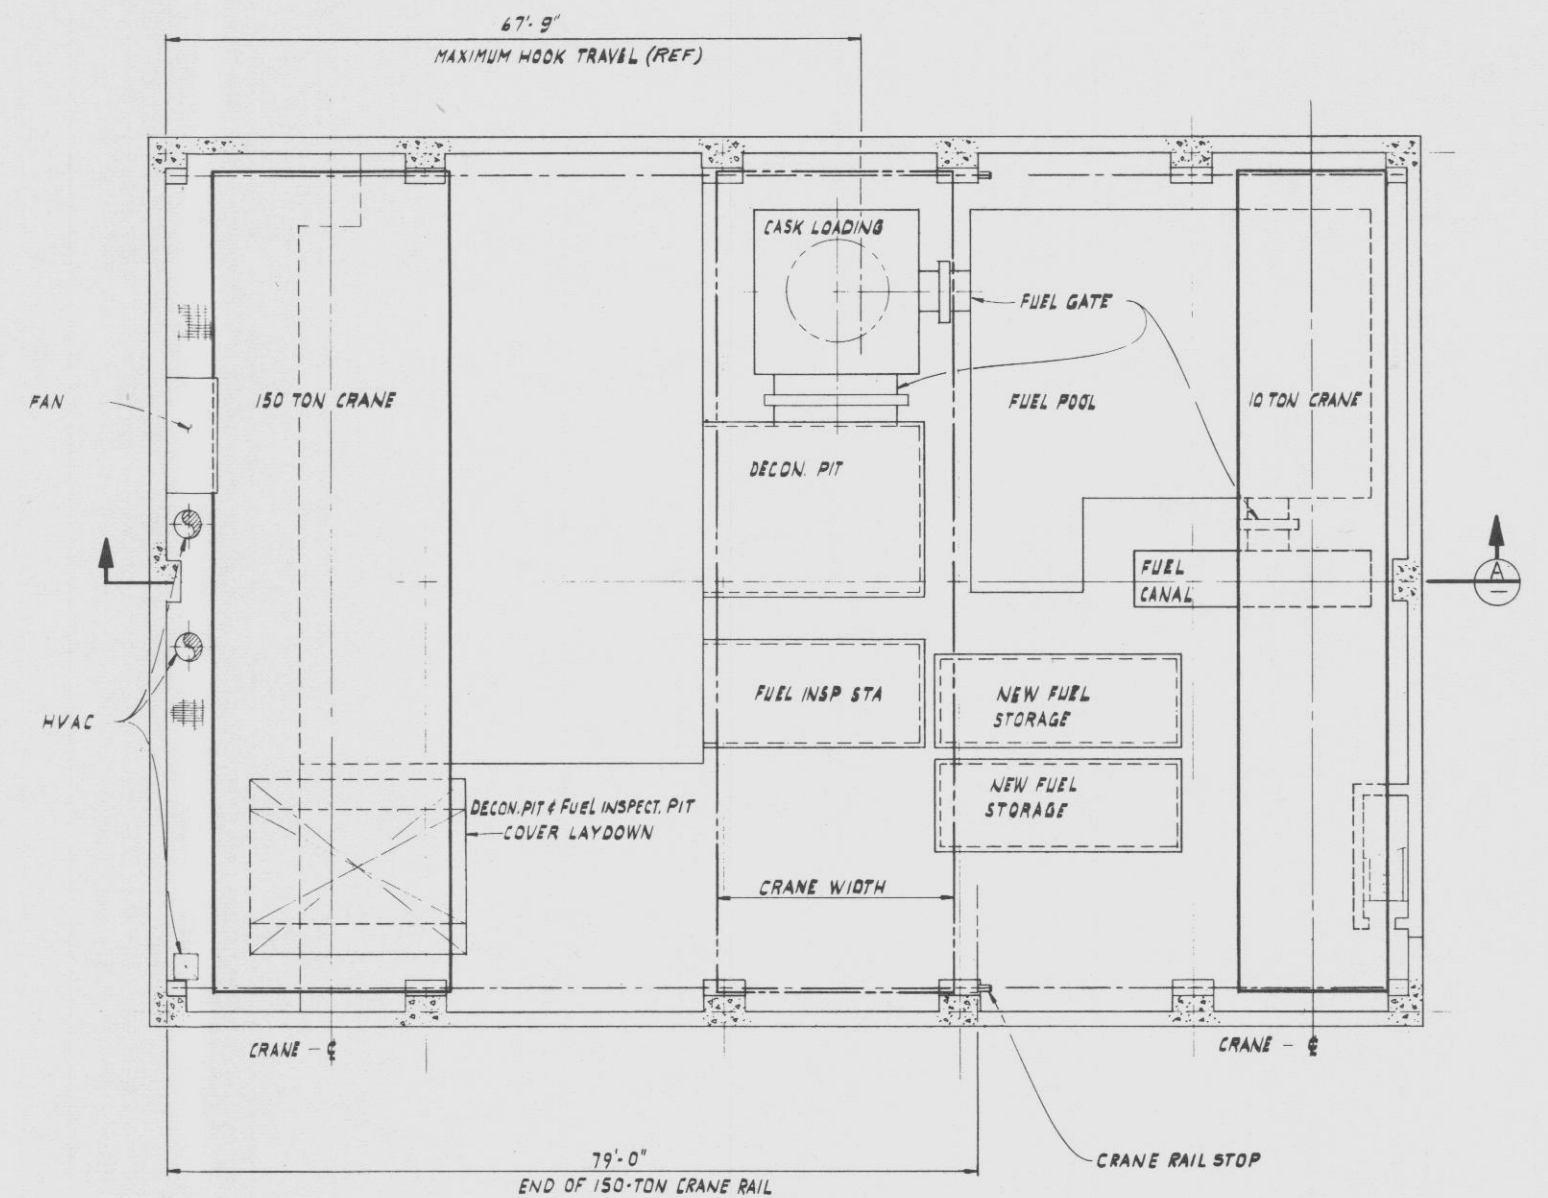 67'-9"
MAXIMUM HOOK TRAVEL (REF)
CASK LOADING
FUEL GATE
FAN
150 TON CRANE
FUEL POOL
10 TON CRANE
DECON. PIT
FUEL
CANAL
A
FUEL INSP STA
NEW FUEL
STORAGE
HVAC
NEW FUEL
STORAGE
DECON. PIT & FUEL INSPECT. PIT
COVER LAYDOWN
CRANE WIDTH
CRANE - ℄
CRANE - ℄
79'-0"
END OF 150-TON CRANE RAIL
CRANE RAIL STOP